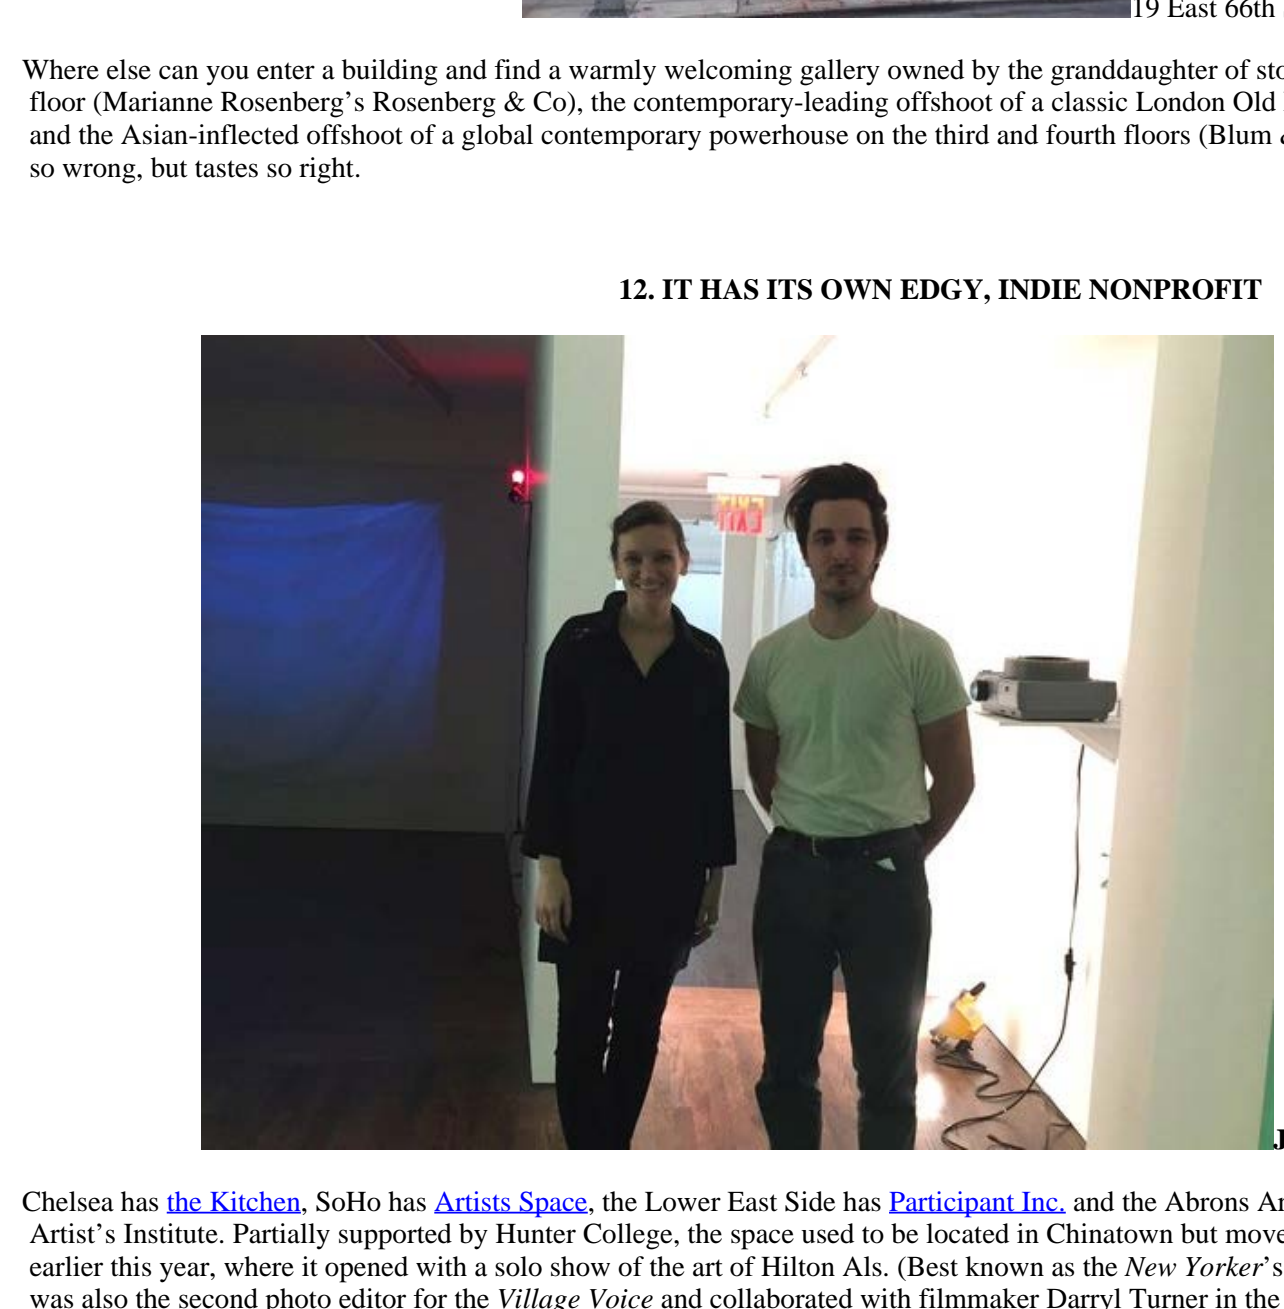 19 East 66th
Where else can you enter a building and find a warmly welcoming gallery owned by the granddaughter of
floor (Marianne Rosenberg’s Rosenberg & Co), the contemporary-leading offshoot of a classic London Old
and the Asian-inflected offshoot of a global contemporary powerhouse on the third and fourth floors (Blum
so wrong, but tastes so right.
12. IT HAS ITS OWN EDGY, INDIE NONPROFIT
EXIT
EXIT
J
Chelsea has the Kitchen, SoHo has Artists Space, the Lower East Side has Participant Inc. and the Abrons
Artist’s Institute. Partially supported by Hunter College, the space used to be located in Chinatown but
earlier this year, where it opened with a solo show of the art of Hilton Als. (Best known as the New Yorker’s
was also the second photo editor for the Village Voice and collaborated with filmmaker Darryl Turner in the